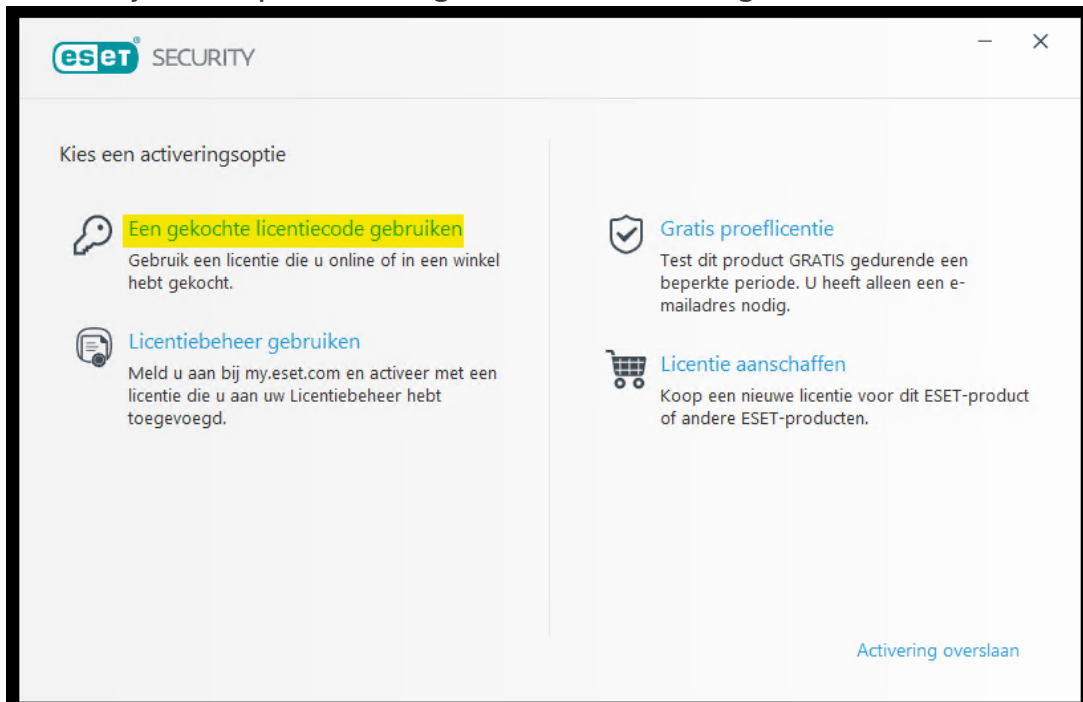 eset SECURITY
Kies een activeringsoptie
Een gekochte licentiecode gebruiken
Gebruik een licentie die u online of in een winkel
hebt gekocht.
Licentiebeheer gebruiken
Meld u aan bij my.eset.com en activeer met een
licentie die u aan uw Licentiebeheer hebt
toegevoegd.
Gratis proeflicentie
Test dit product GRATIS gedurende een
beperkte periode. U heeft alleen een e-
mailadres nodig.
Licentie aanschaffen
Koop een nieuwe licentie voor dit ESET-product
of andere ESET-producten.
Activering overslaan